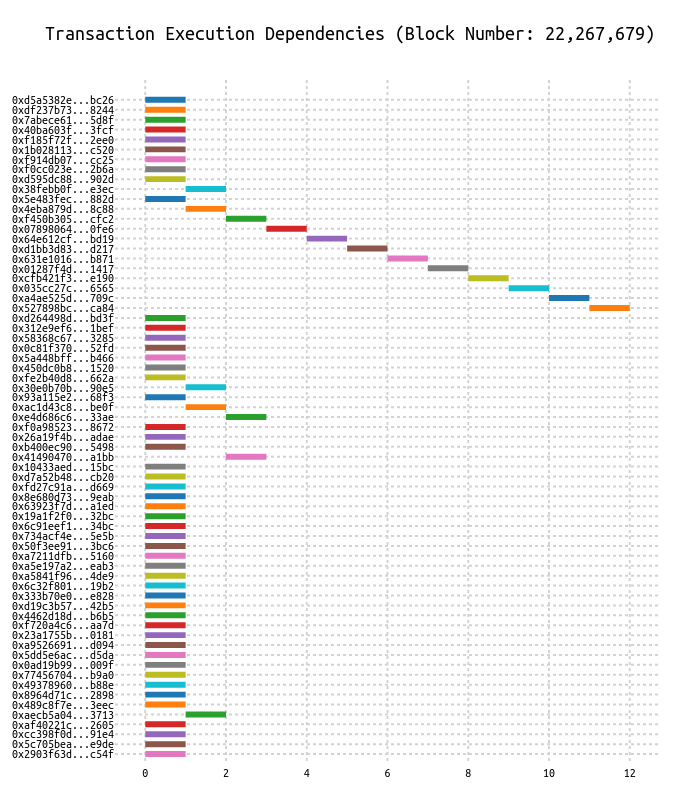 Transaction Execution Dependencies (Block Number: 22,267,679)
0xd5a5382e...bc26
0xdf237b73...8244
0x7abece61...5d8f
0x40ba603f...3fcf
0xf185f72f...2ee0
0x1b028113...c520
0xf914db07...cc25
0xf0cc023e...2b6a
0xd595dc88...902d
0x38febb0f...e3ec
0x5e483fec...882d
0x4eba879d...8c88
0xf450b305...cfc2
0x07898064...0fe6
0x64e612cf...bd19
0xd1bb3d83...d217
0x631e1016...b871
0x01287f4d...1417
0xcfb421f3...e190
0x035cc27c...6565
0xa4ae525d...709c
0x527898bc...ca84
0xd264498d...bd3f
0x312e9ef6...1bef
0x58368c67...3285
0x0c81f370...52fd
0x5a448bff...b466
0x450dc0b8...1520
0xfe2b40d8...662a
0x30e0b70b...90e5
0x93a115e2...68f3
0xac1d43c8...be0f
0xe4d686c6...33ae
0xf0a98523...8672
0x26a19f4b...adae
0xb400ec90...5498
0x41490470...a1bb
0x10433aed...15bc
0xd7a52b48...cb20
0xfd27c91a...d669
0x8e680d73...9eab
0x63923f7d...a1ed
0x19a1f2f0...32bc
0x6c91eef1...34bc
0x734acf4e...5e5b
0x50f3ee91...3bc6
0xa7211dfb...5160
0xa5e197a2...eab3
0xa5841f96...4de9
0x6c32f801...19b2
0x333b70e0...e828
0xd19c3b57...42b5
0x4462d18d...b6b5
0xf720a4c6...aa7d
0x23a1755b...0181
0xa9526691...d094
0x5dd5e6ac...d5da
0x0ad19b99...009f
0x77456704...b9a0
0x49378960...b88e
0x8964d71c...2898
0x489c8f7e...3eec
0xaecb5a04...3713
0xaf40221c...2605
0xcc398f0d...91e4
0x5c705bea...e9de
0x2903f63d...c54f
0 2 4 6 8 10 12